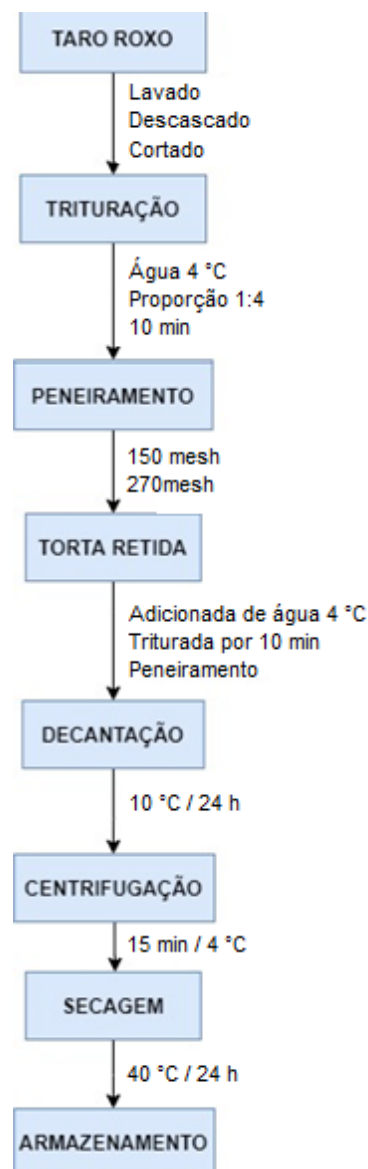 TARO ROXO
Lavado
Descascado
Cortado
TRITURAÇÃO
Água 4 °C
Proporção 1:4
10 min
PENEIRAMENTO
150 mesh
270mesh
TORTA RETIDA
Adicionada de água 4 °C
Triturada por 10 min
Peneiramento
DECANTAÇÃO
10 °C / 24 h
CENTRIFUGAÇÃO
15 min / 4 °C
SECAGEM
40 °C / 24 h
ARMAZENAMENTO